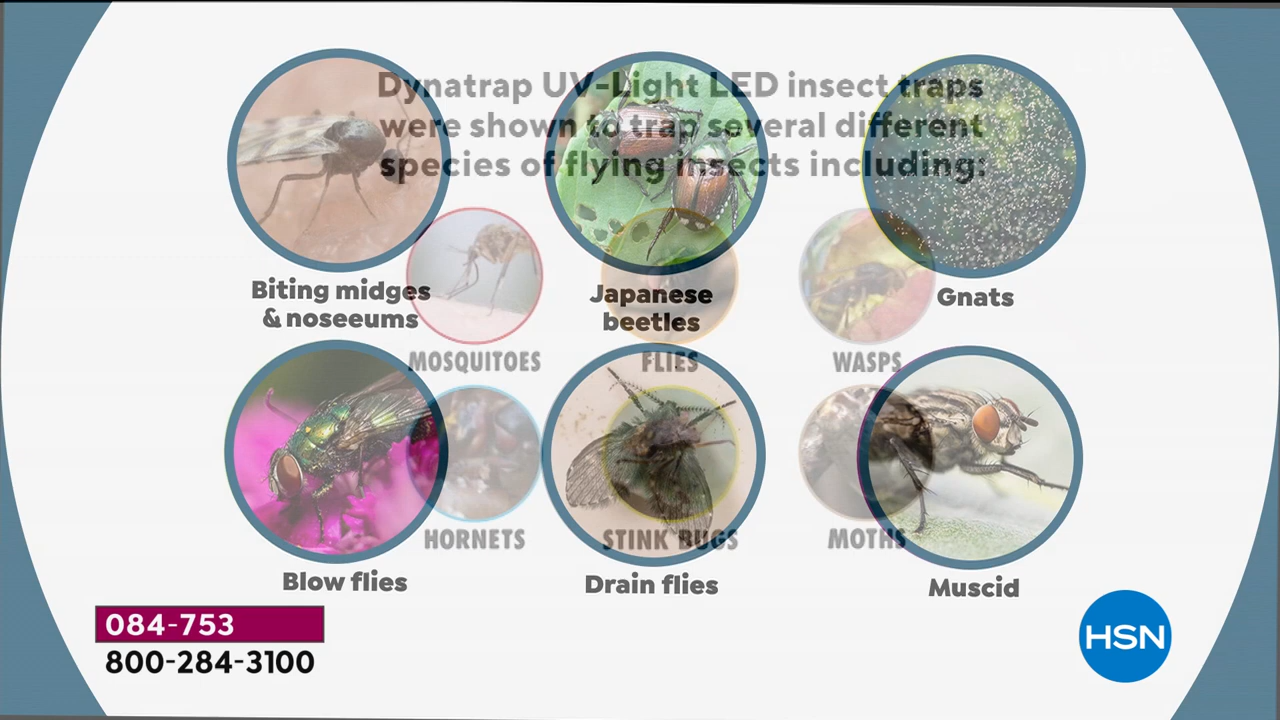 Dynatrap UV-Light LED insect traps
were shown to trap several different
species of flying insects including:
Biting midges
& noseeums
Japanese
beetles
Gnats
MOSQUITOES
FLIES
WASPS
Blow flies
Drain flies
Muscid
HORNETS
STINK BUGS
MOTHS
084-753
800-284-3100
HSN